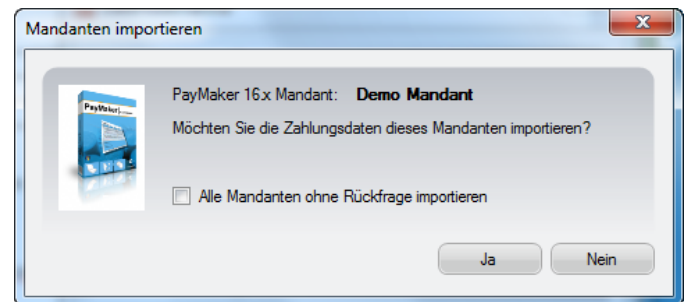 Mandanten importieren
PayMaker
PayMaker 16.x Mandant: Demo Mandant
Möchten Sie die Zahlungsdaten dieses Mandanten importieren?
Alle Mandanten ohne Rückfrage importieren
Ja Nein